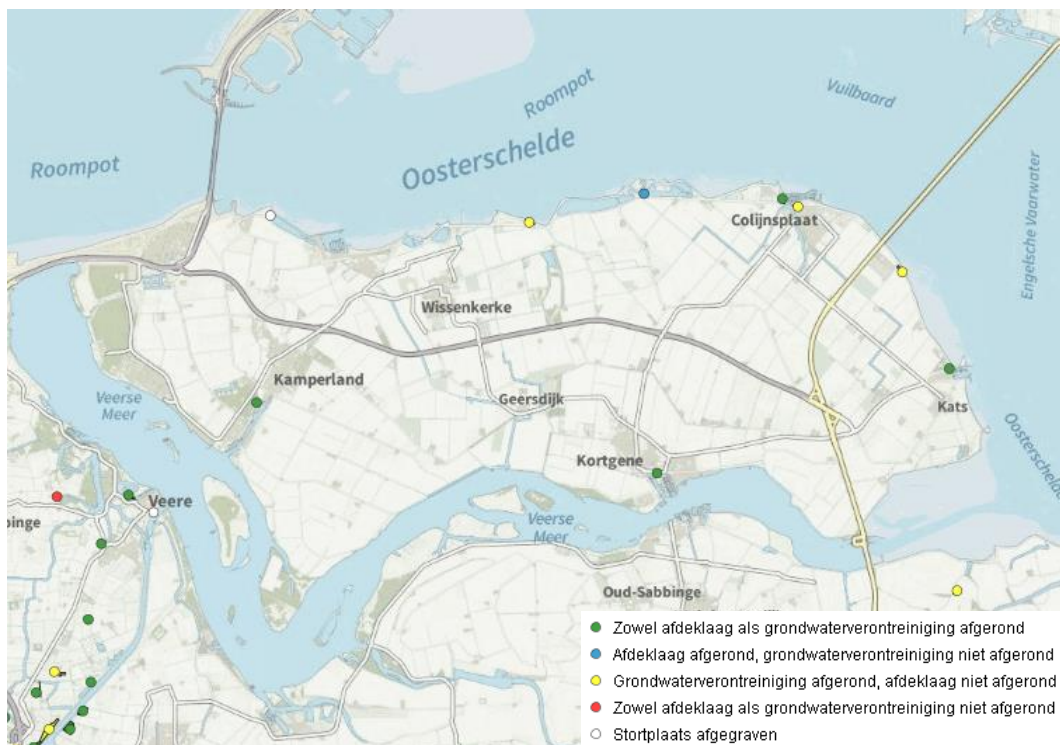 Roompot
Vuilbaard
Oosterschelde
Roompot
Engelsche Vaarwater
Colijnsplaat
Wissenkerke
Kamperland
Veerse
Meer
Geersdijk
Kats
Oosterschelde
Kortgene
Veere
Veerse
Meer
Oud-Sabbinge
Zowel afdeklaag als grondwaterverontreiniging afgerond
Afdeklaag afgerond, grondwaterverontreiniging niet afgerond
Grondwaterverontreiniging afgerond, afdeklaag niet afgerond
Zowel afdeklaag als grondwaterverontreiniging niet afgerond
Stortplaats afgegraven